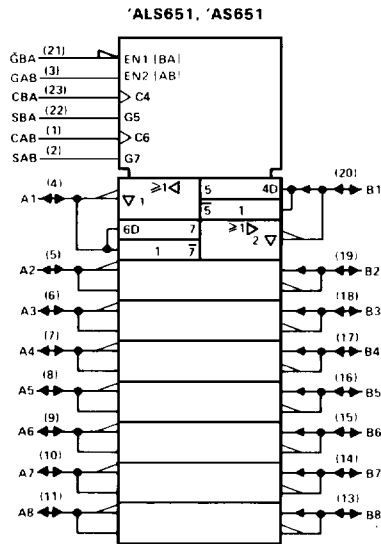 'ALS651, 'AS651
G̅BA (21) EN1 [BA]
GAB (3) EN2 [AB]
CBA (23) C4
SBA (22) G5
CAB (1) C6
SAB (2) G7
A1 (4) ≥1 ◁ 5 4D (20) B1
▽ 1 5̅ 1
6D 7 ≥1 ▷
1 7̅ 2 ▽
A2 (5) (19) B2
A3 (6) (18) B3
A4 (7) (17) B4
A5 (8) (16) B5
A6 (9) (15) B6
A7 (10) (14) B7
A8 (11) (13) B8